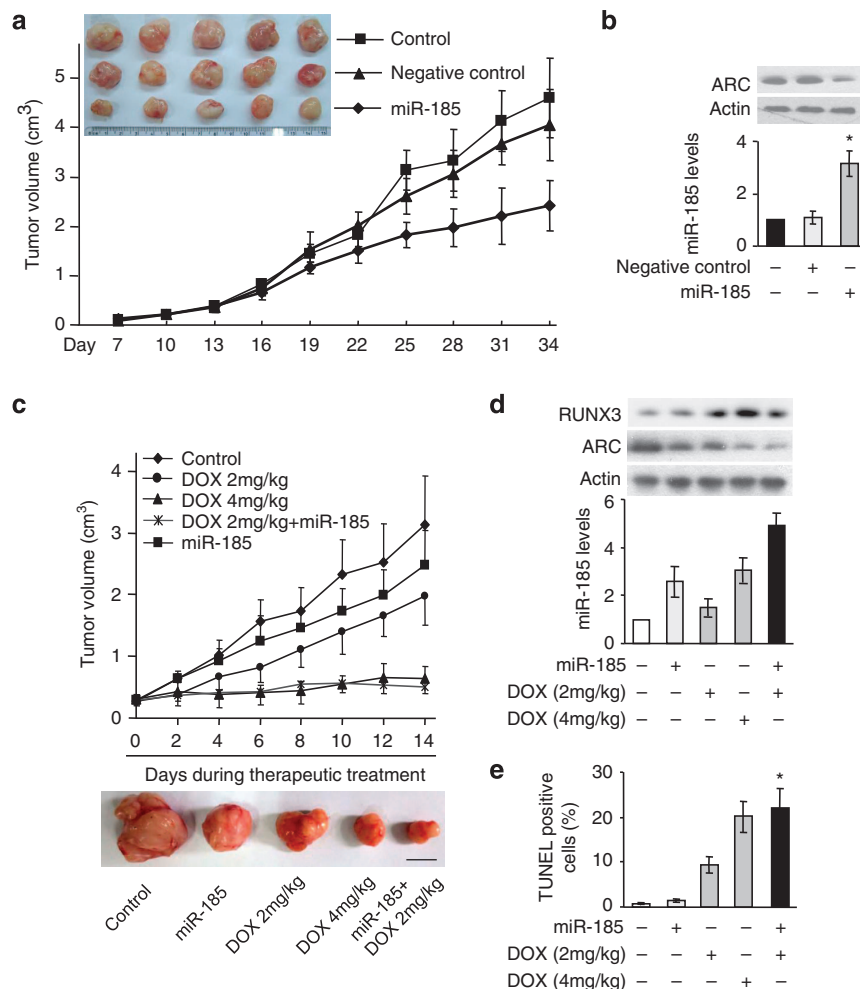 a
Control
Negative control
miR-185
Tumor volume (cm3)
5
4
3
2
1
0
Day 7 10 13 16 19 22 25 28 31 34
b
ARC
Actin
miR-185 levels
4
2
0
*
Negative control – + –
miR-185 – – +
c
Control
DOX 2mg/kg
DOX 4mg/kg
DOX 2mg/kg+miR-185
miR-185
Tumor volume (cm3)
4
3
2
1
0
0 2 4 6 8 10 12 14
Days during therapeutic treatment
Control
miR-185
DOX 2mg/kg
DOX 4mg/kg
miR-185+
DOX 2mg/kg
d
RUNX3
ARC
Actin
miR-185 levels
6
4
2
0
miR-185 – + – – +
DOX (2mg/kg) – – + – +
DOX (4mg/kg) – – – + –
e
TUNEL positive
cells (%)
30
20
10
0
*
miR-185 – + – – +
DOX (2mg/kg) – – + – +
DOX (4mg/kg) – – – + –